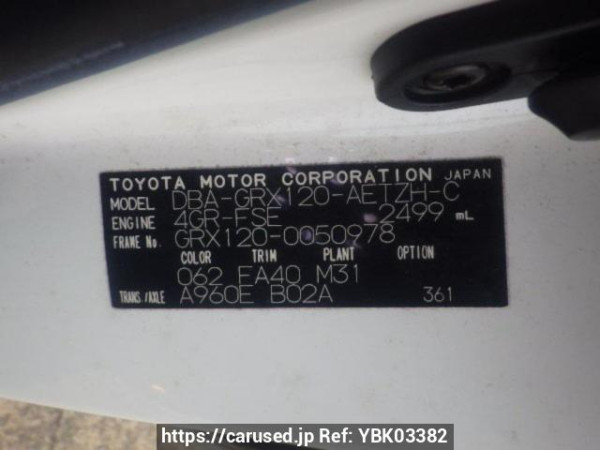 TOYOTA MOTOR CORPORATION JAPAN
MODEL DBA-GRX120-AETZH-C
ENGINE 4GR-FSE 2499 mL
FRAME No. GRX120-0050978
COLOR TRIM PLANT OPTION
062 FA40 M31
TRANS/AXLE A960E B02A 361
https://carused.jp Ref: YBK03382